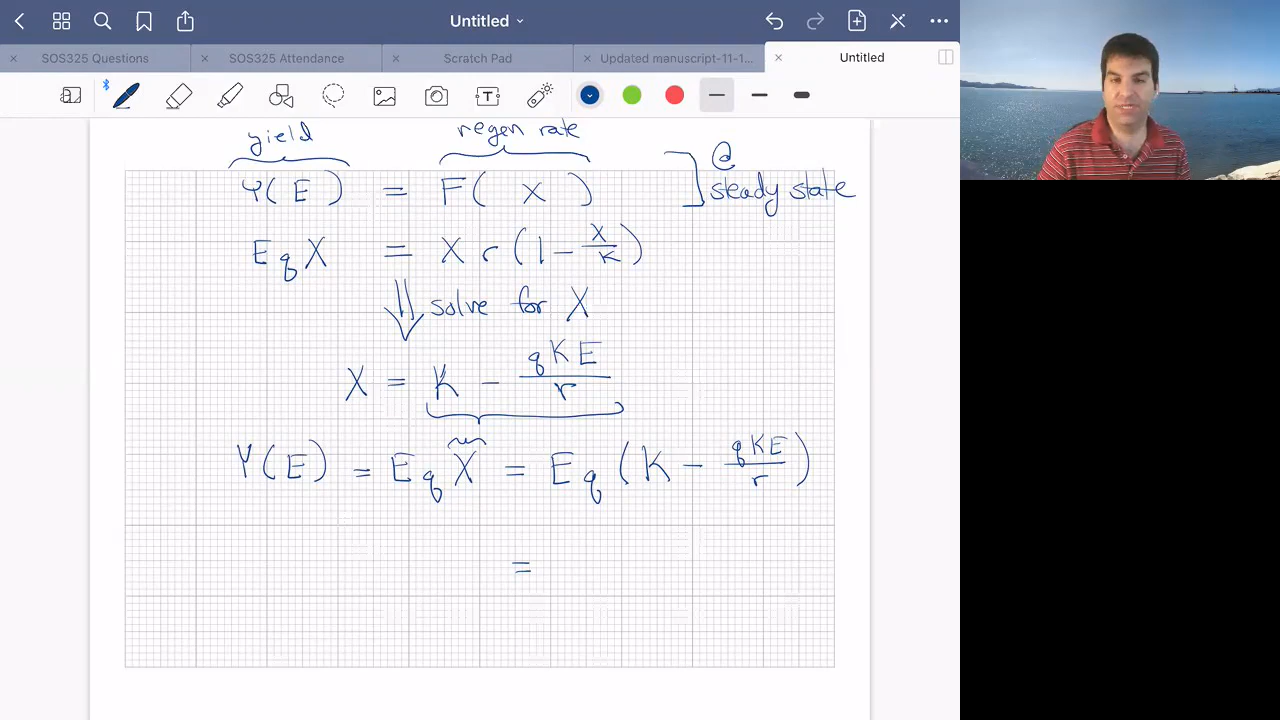 Untitled
SOS325 Questions SOS325 Attendance Scratch Pad Updated manuscript-11-1... Untitled
yield regen rate
Y(E) = F( X ) ] @ steady state
EqX = X r (1 - X/K)
⇓ solve for X
X = K - qKE/r
Y(E) = EqX = Eq(K - qKE/r)
=